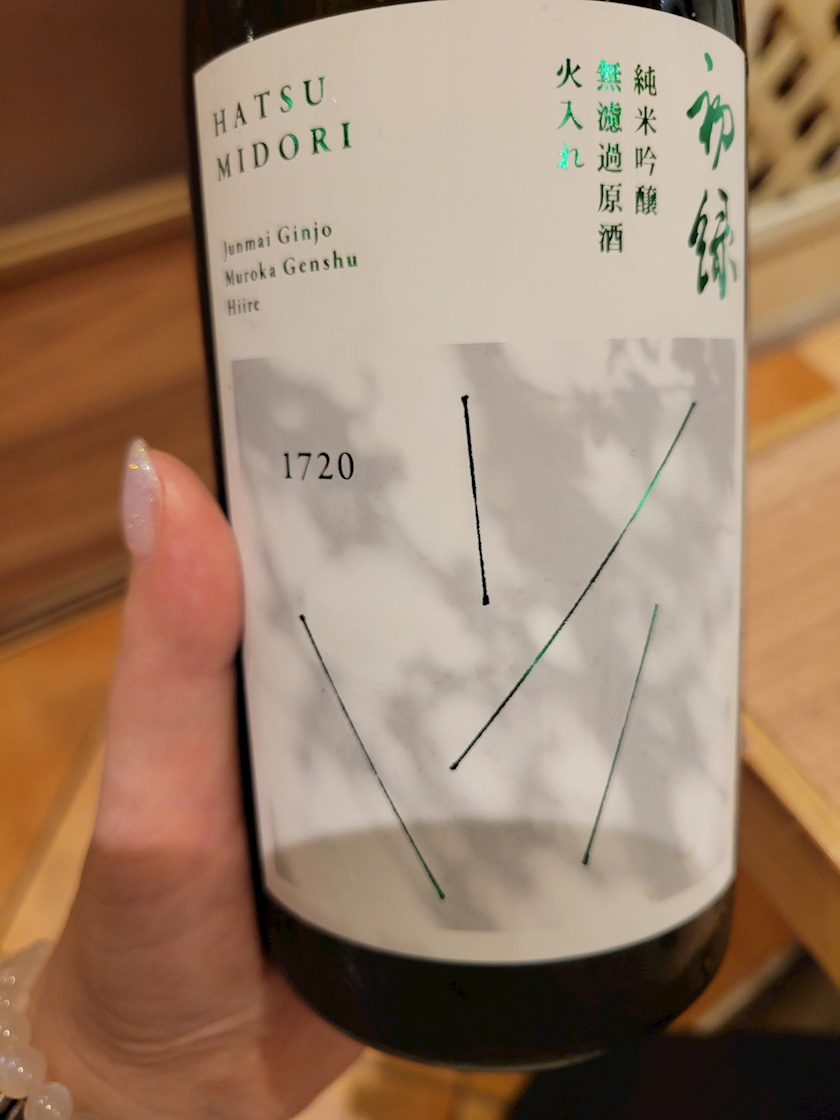 HATSU
MIDORI
Junmai Ginjo
Muroka Genshu
Hiire
初緑
純米吟醸
無濾過原酒
火入れ
1720